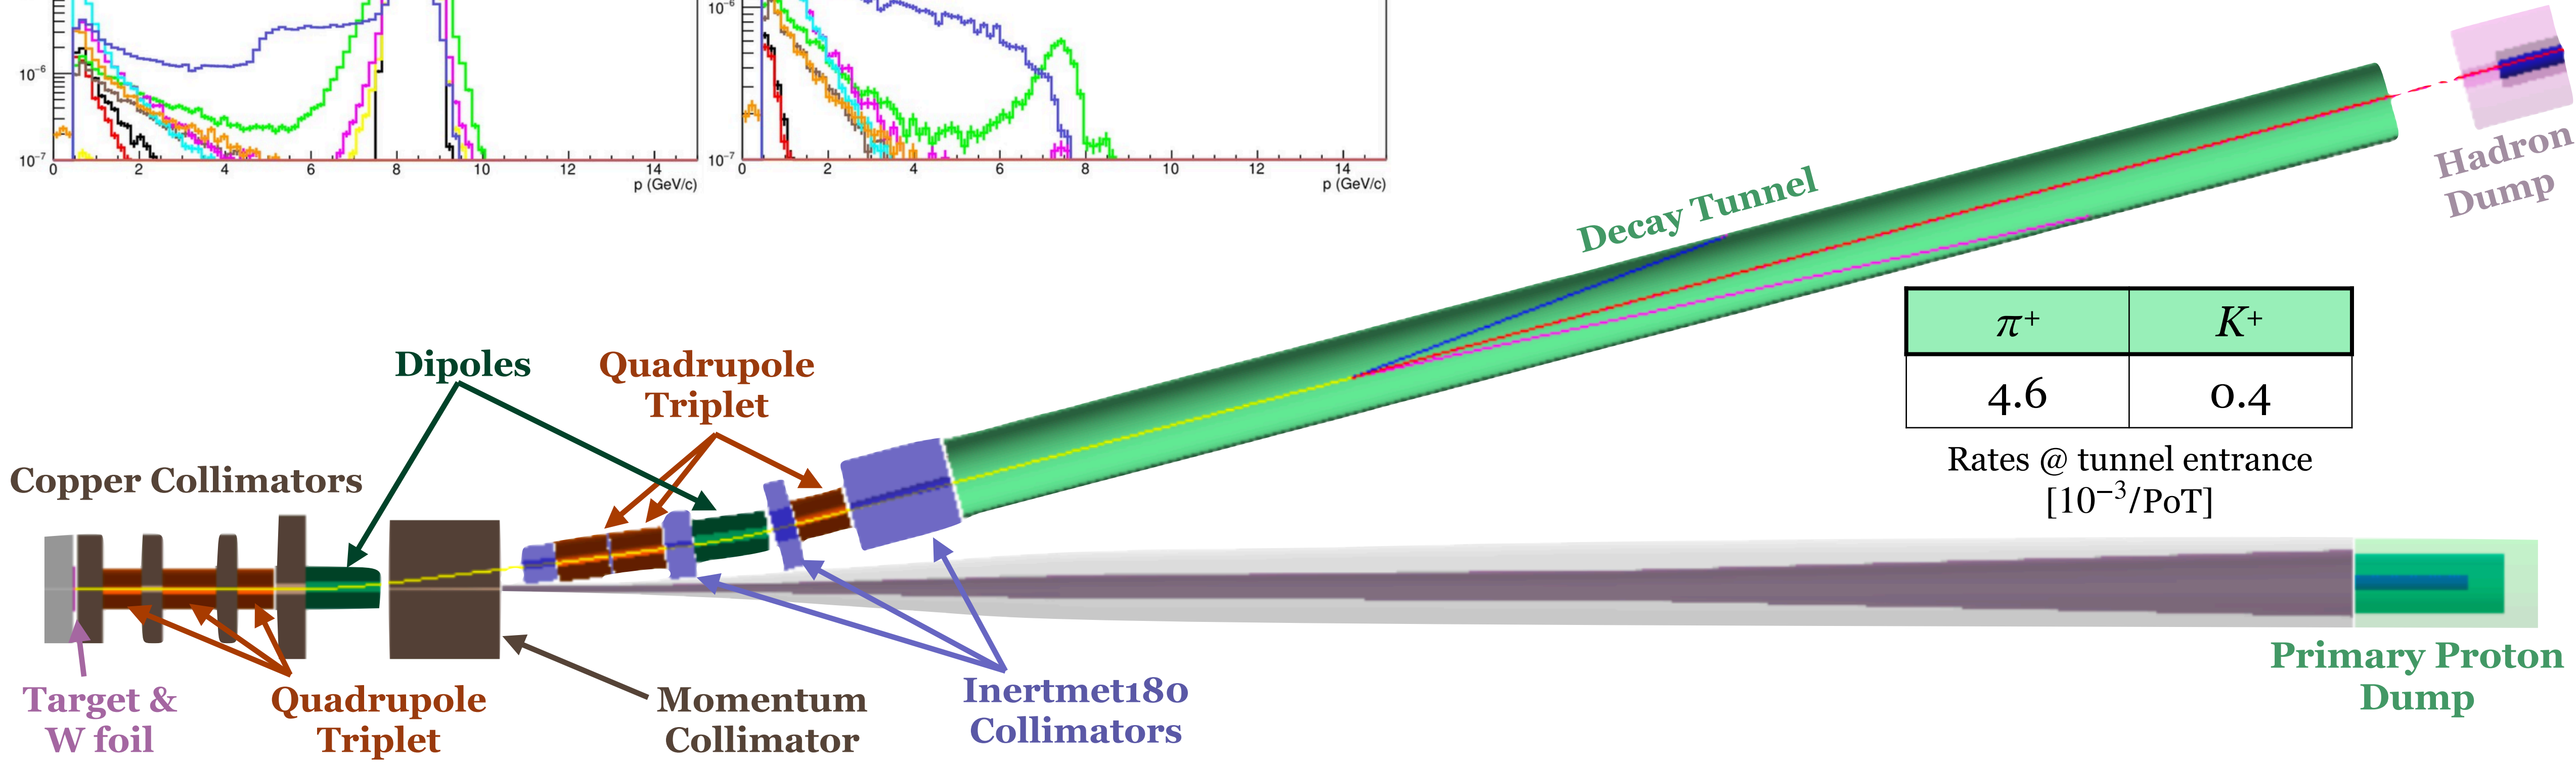 10⁻⁶
10⁻⁷
0 2 4 6 8 10 12 14
p (GeV/c)
10⁻⁶
10⁻⁷
0 2 4 6 8 10 12 14
p (GeV/c)
Hadron
Dump
Decay Tunnel
π⁺ K⁺
4.6 0.4
Rates @ tunnel entrance
[10⁻³/PoT]
Dipoles
Quadrupole
Triplet
Copper Collimators
Target &
W foil
Quadrupole
Triplet
Momentum
Collimator
Inertmet180
Collimators
Primary Proton
Dump